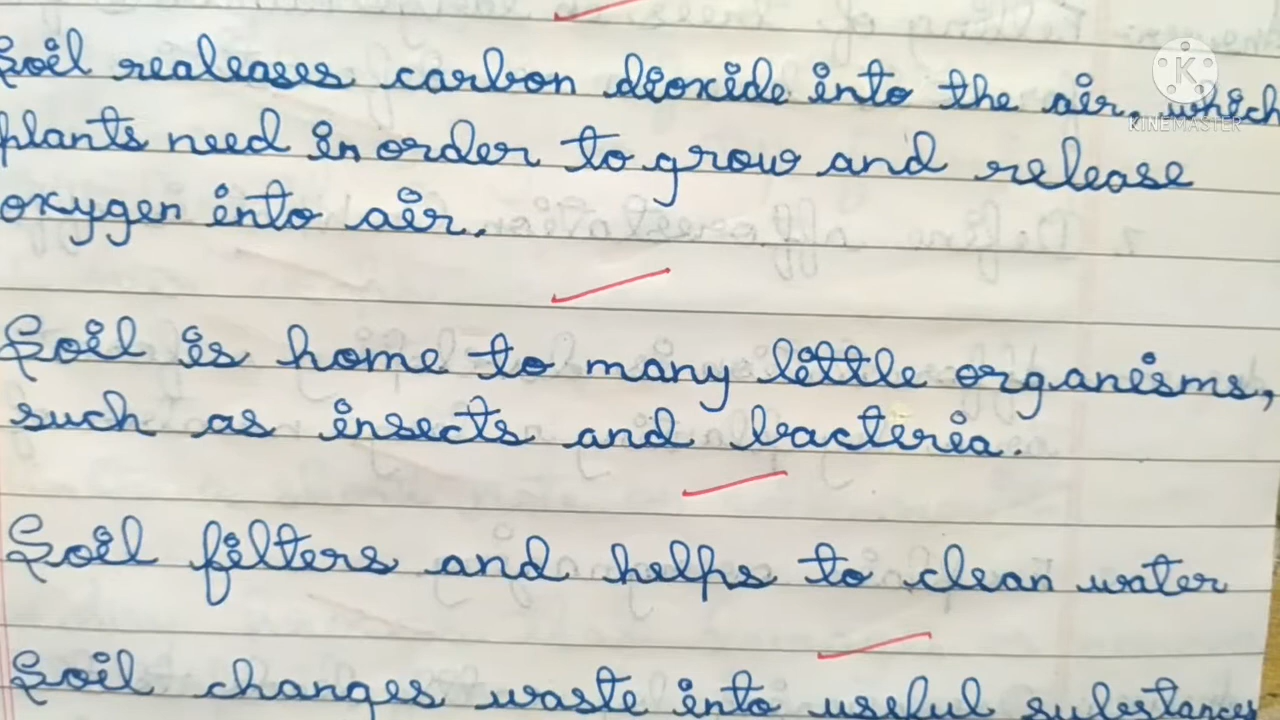 Soil realeases carbon dioxide into the air, which
plants need in order to grow and release
oxygen into air.
Soil is home to many little organisms,
such as insects and bacteria.
Soil filters and helps to clean water
Soil changes waste into useful substances
K
KINEMASTER